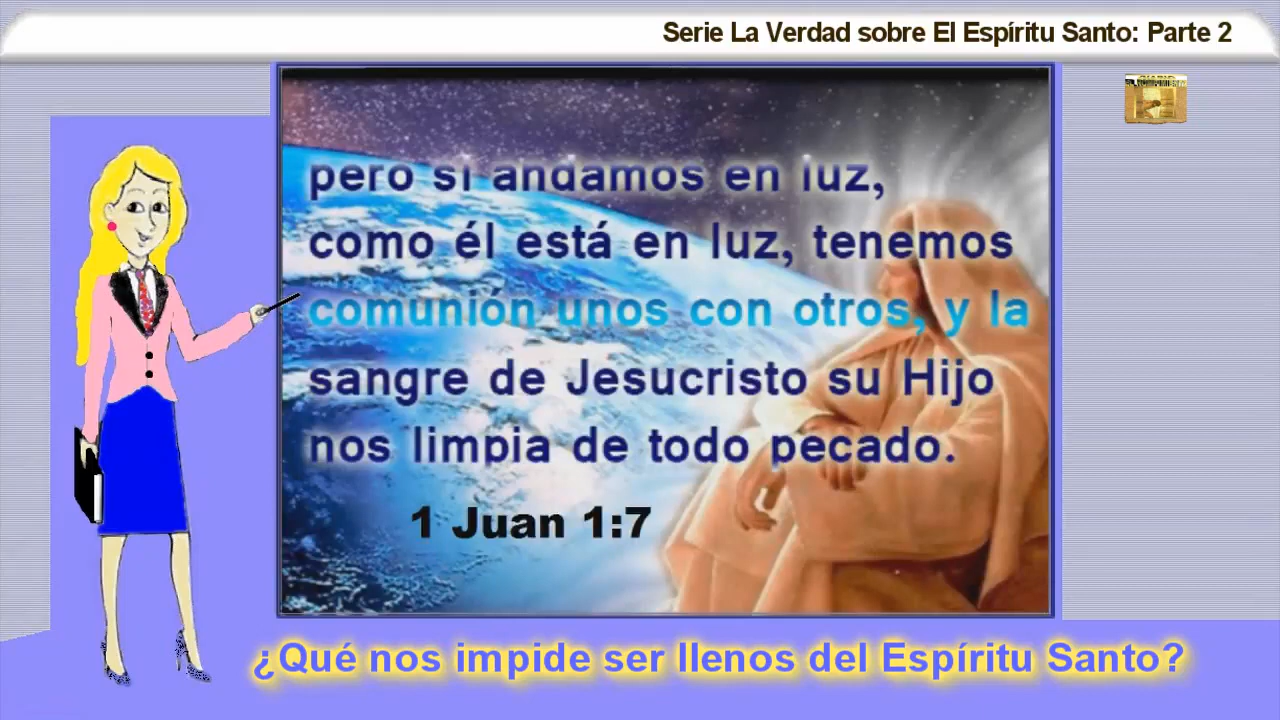 Serie La Verdad sobre El Espíritu Santo: Parte 2
pero si andamos en luz,
como él está en luz, tenemos
comunión unos con otros, y la
sangre de Jesucristo su Hijo
nos limpia de todo pecado.
1 Juan 1:7
¿Qué nos impide ser llenos del Espíritu Santo?